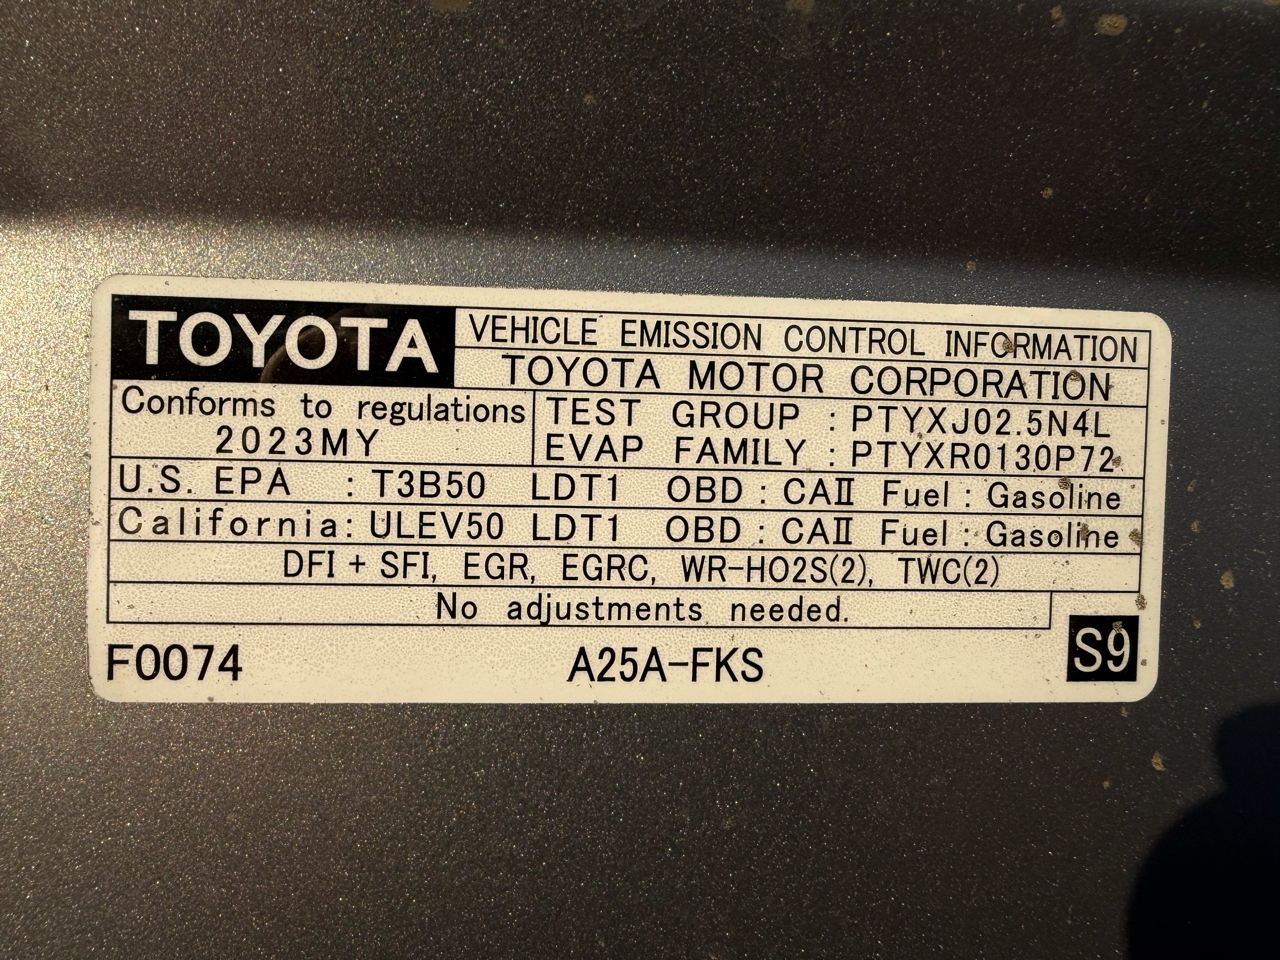 TOYOTA VEHICLE EMISSION CONTROL INFORMATION
TOYOTA MOTOR CORPORATION
Conforms to regulations
2023MY
TEST GROUP : PTYXJ02.5N4L
EVAP FAMILY : PTYXR0130P72
U.S. EPA : T3B50 LDT1 OBD : CAII Fuel : Gasoline
California: ULEV50 LDT1 OBD : CAII Fuel : Gasoline
DFI + SFI, EGR, EGRC, WR-HO2S(2), TWC(2)
No adjustments needed.
F0074 A25A-FKS S9